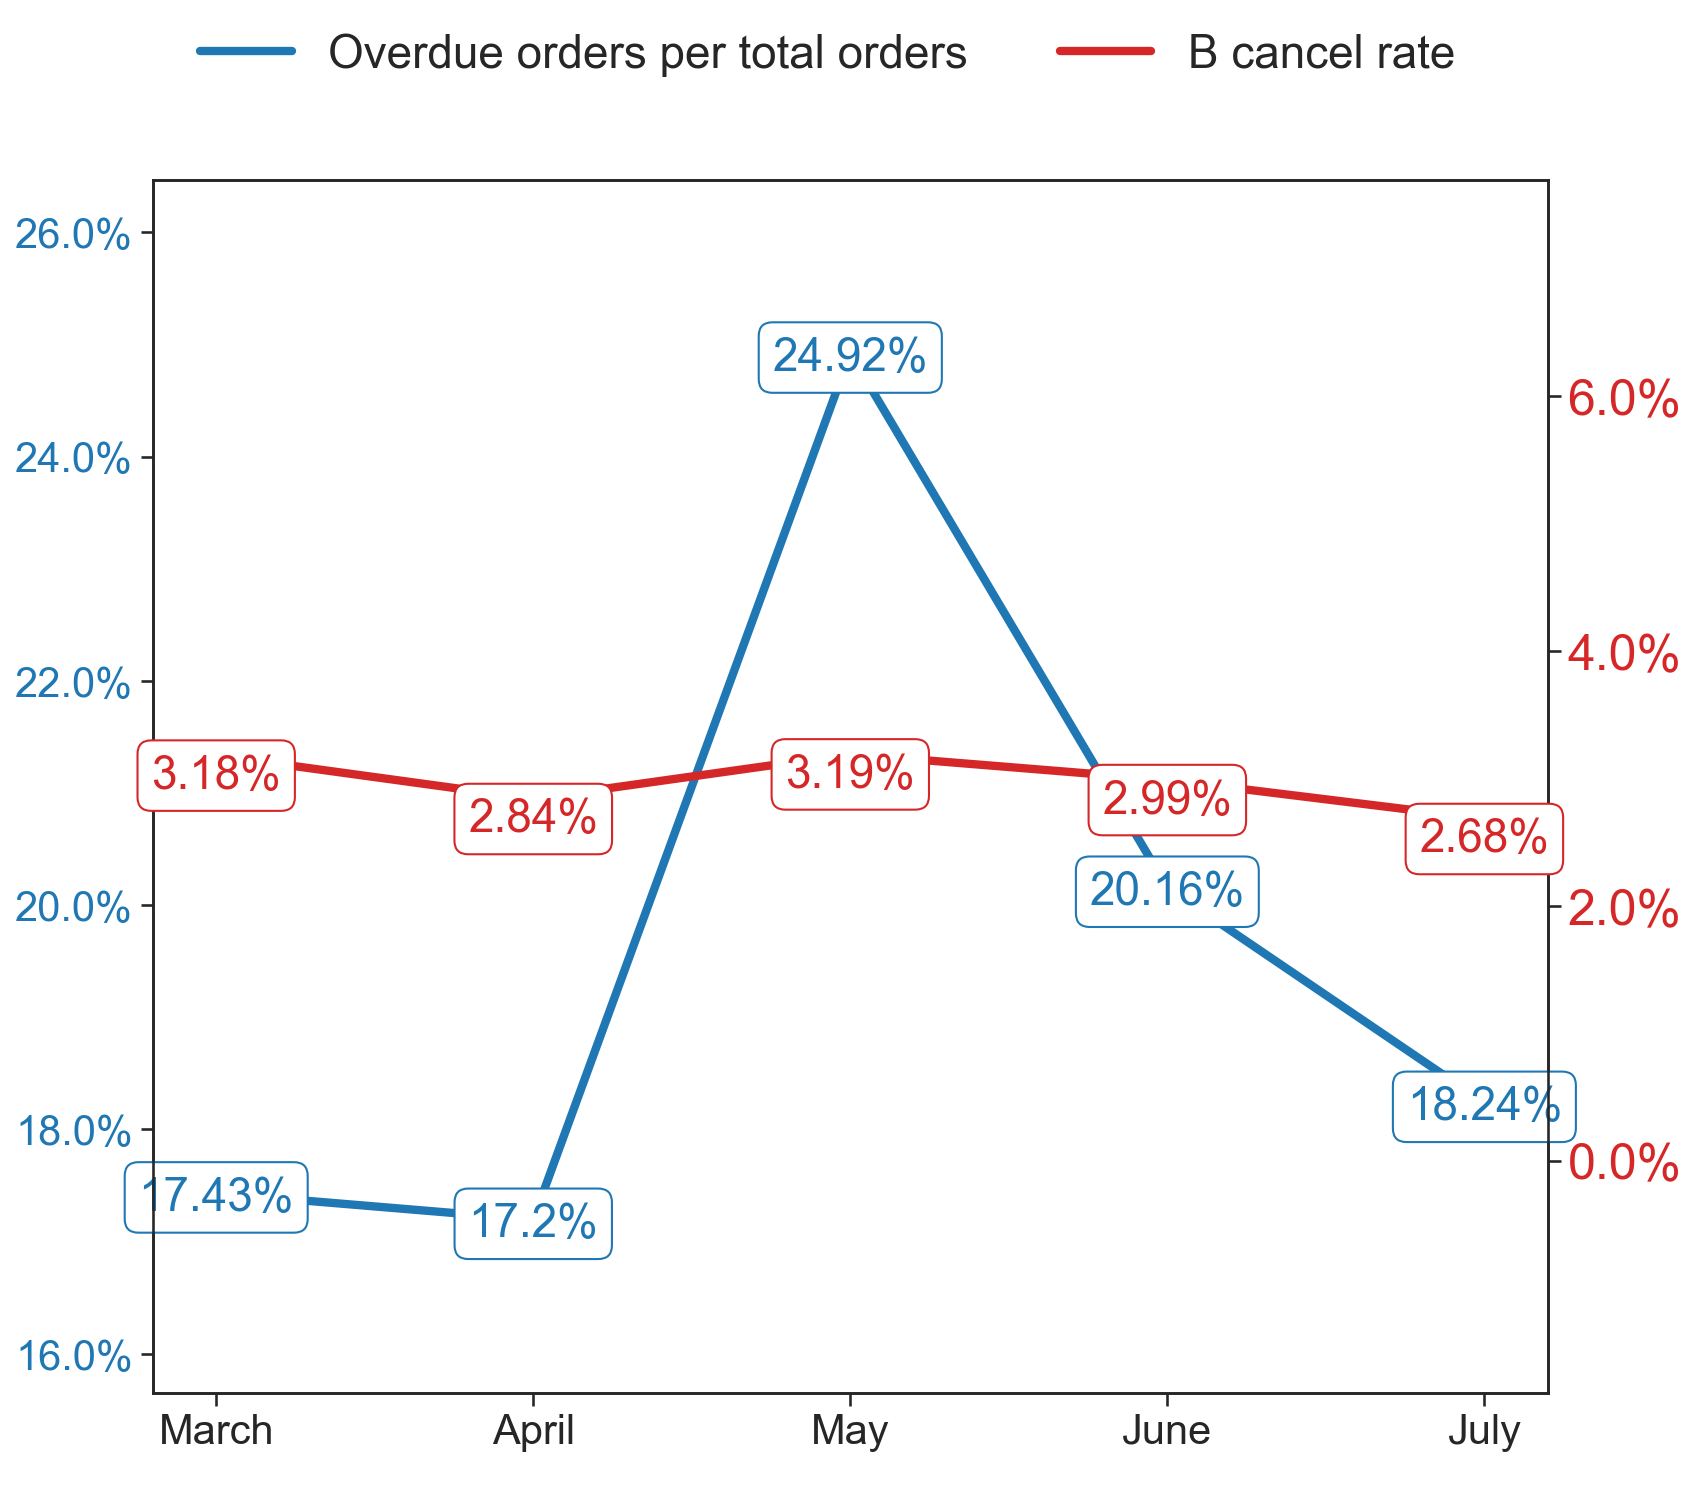 Overdue orders per total orders
B cancel rate
26.0%
24.92%
6.0%
24.0%
4.0%
22.0%
3.18%
2.84%
3.19%
2.99%
2.68%
20.0%
20.16%
2.0%
18.24%
18.0%
0.0%
17.43%
17.2%
16.0%
March
April
May
June
July